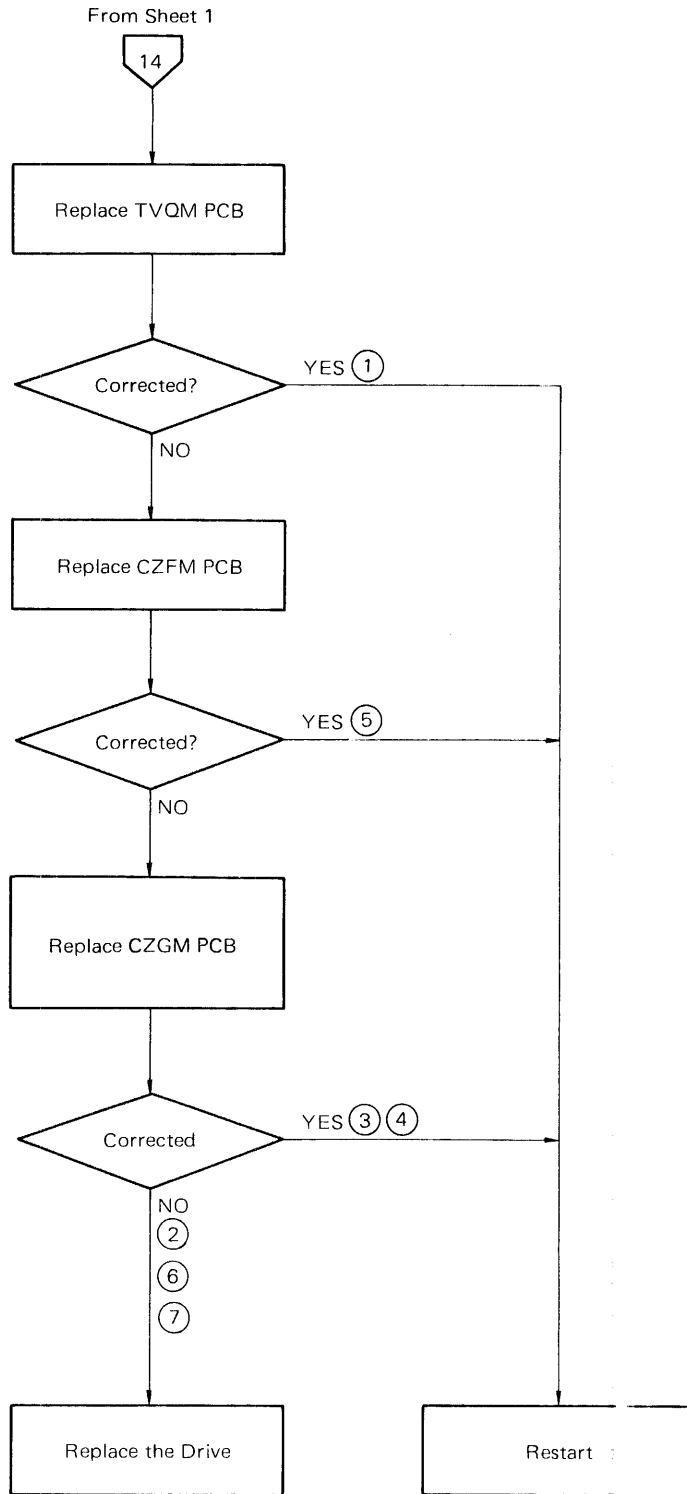 From Sheet 1
14
Replace TVQM PCB
Corrected?
YES ①
NO
Replace CZFM PCB
Corrected?
YES ⑤
NO
Replace CZGM PCB
Corrected
YES ③ ④
NO
②
⑥
⑦
Replace the Drive
Restart